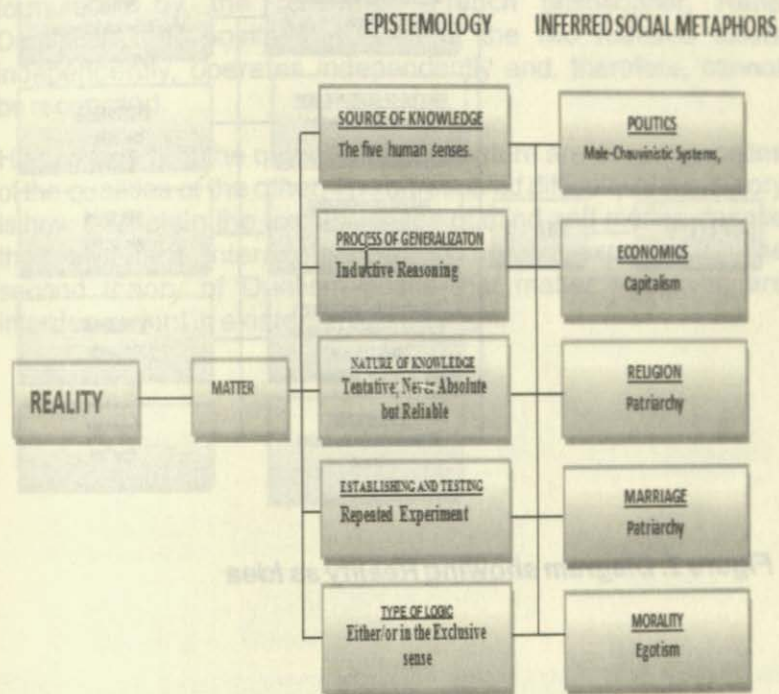 EPISTEMOLOGY
INFERRED SOCIAL METAPHORS
REALITY
MATTER
SOURCE OF KNOWLEDGE
The five human senses
PROCESS OF GENERALIZATON
Inductive Reasoning
NATURE OF KNOWLEDGE
Tentative, Never Absolute
but Reliable
ESTABLISHING AND TESTING
Repeated Experiment
TYPE OF LOGIC
Either/or in the Exclusive
sense
POLITICS
Male-Chauvinistic Systems,
ECONOMICS
Capitalism
RELIGION
Patriarchy
MARRIAGE
Patriarchy
MORALITY
Egotism